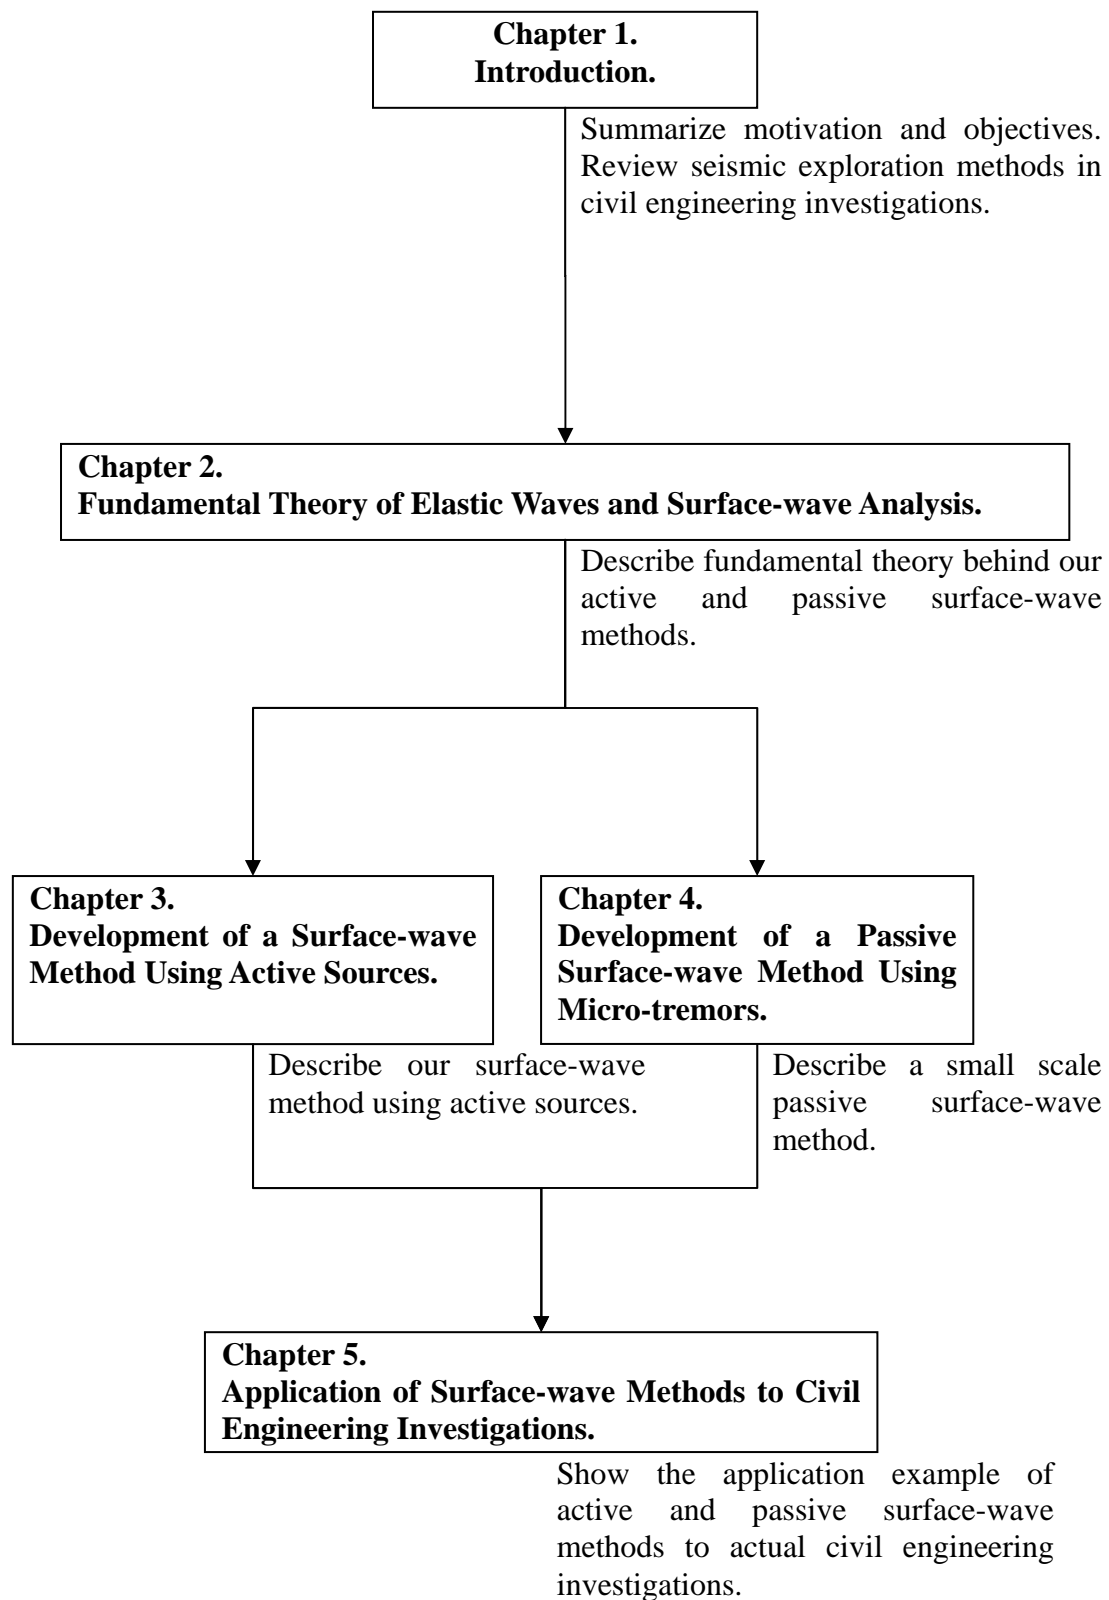 Chapter 1.
Introduction.
Summarize motivation and objectives.
Review seismic exploration methods in
civil engineering investigations.
Chapter 2.
Fundamental Theory of Elastic Waves and Surface-wave Analysis.
Describe fundamental theory behind our
active and passive surface-wave
methods.
Chapter 3.
Development of a Surface-wave
Method Using Active Sources.
Chapter 4.
Development of a Passive
Surface-wave Method Using
Micro-tremors.
Describe our surface-wave
method using active sources.
Describe a small scale
passive surface-wave
method.
Chapter 5.
Application of Surface-wave Methods to Civil
Engineering Investigations.
Show the application example of
active and passive surface-wave
methods to actual civil engineering
investigations.